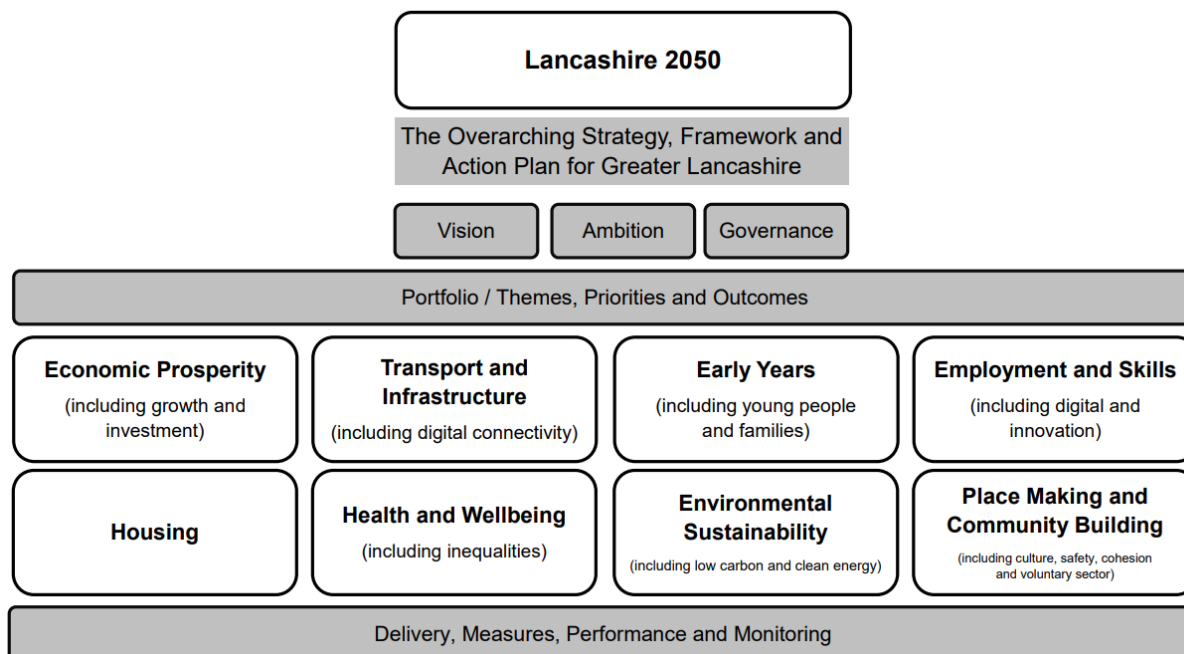 Lancashire 2050
The Overarching Strategy, Framework and
Action Plan for Greater Lancashire
Vision
Ambition
Governance
Portfolio / Themes, Priorities and Outcomes
Economic Prosperity
(including growth and
investment)
Transport and
Infrastructure
(including digital connectivity)
Early Years
(including young people
and families)
Employment and Skills
(including digital and
innovation)
Housing
Health and Wellbeing
(including inequalities)
Environmental
Sustainability
(including low carbon and clean energy)
Place Making and
Community Building
(including culture, safety, cohesion
and voluntary sector)
Delivery, Measures, Performance and Monitoring